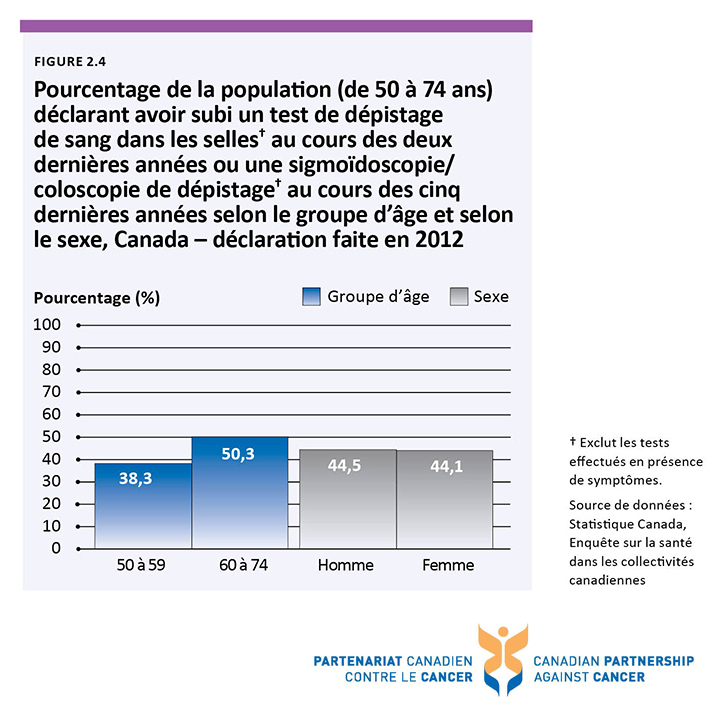 FIGURE 2.4
Pourcentage de la population (de 50 à 74 ans)
déclarant avoir subi un test de dépistage
de sang dans les selles† au cours des deux
dernières années ou une sigmoïdoscopie/
coloscopie de dépistage† au cours des cinq
dernières années selon le groupe d’âge et selon
le sexe, Canada – déclaration faite en 2012
Pourcentage (%)
Groupe d’âge
Sexe
100
90
80
70
60
50
40
30
20
10
0
38,3
50,3
44,5
44,1
50 à 59
60 à 74
Homme
Femme
† Exclut les tests
effectués en présence
de symptômes.
Source de données :
Statistique Canada,
Enquête sur la santé
dans les collectivités
canadiennes
PARTENARIAT CANADIEN
CONTRE LE CANCER
CANADIAN PARTNERSHIP
AGAINST CANCER